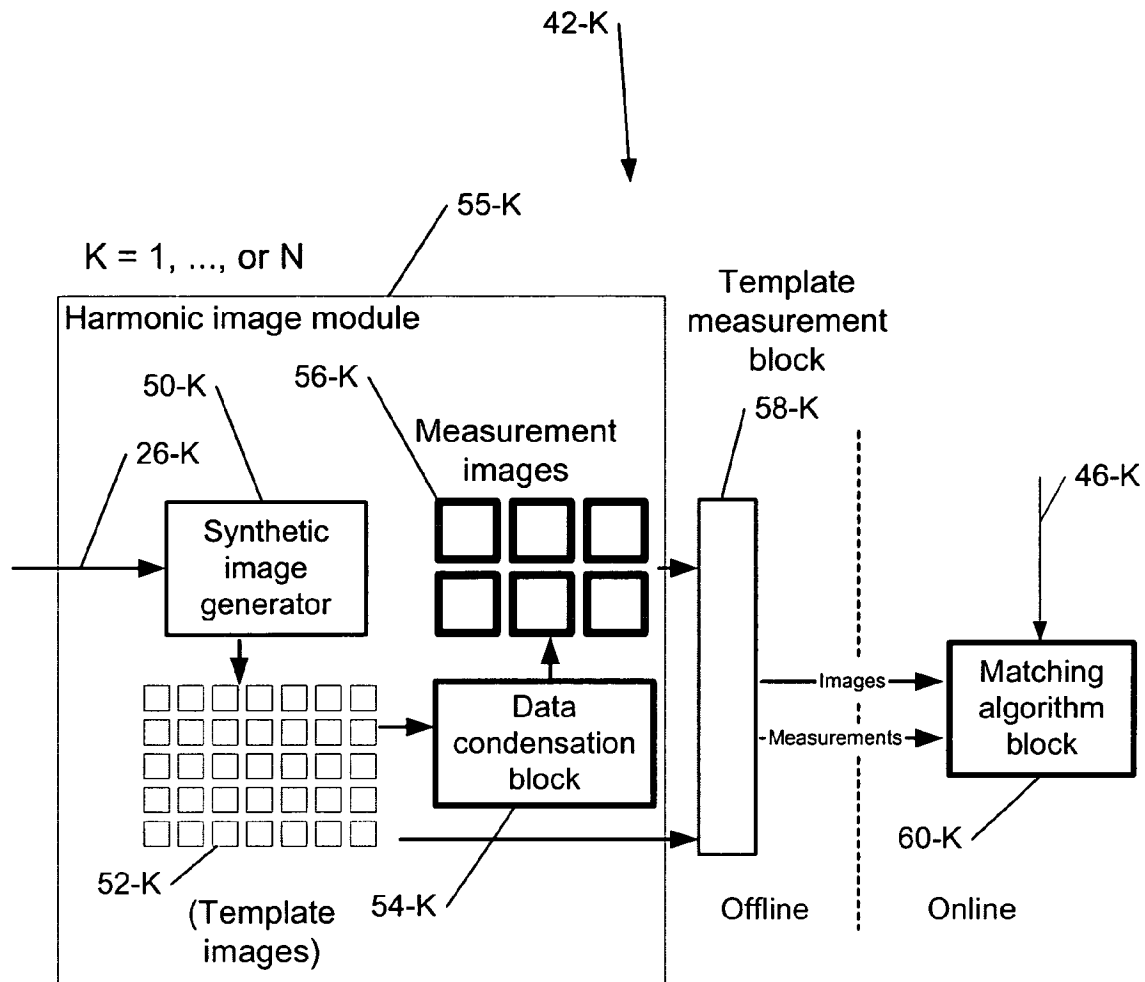 42-K
55-K
K = 1, ..., or N
Harmonic image module
Template
measurement
block
50-K
56-K
58-K
26-K
Measurement
images
46-K
Synthetic
image
generator
Images
Measurements
Matching
algorithm
block
Data
condensation
block
52-K
54-K
60-K
(Template
images)
Offline
Online